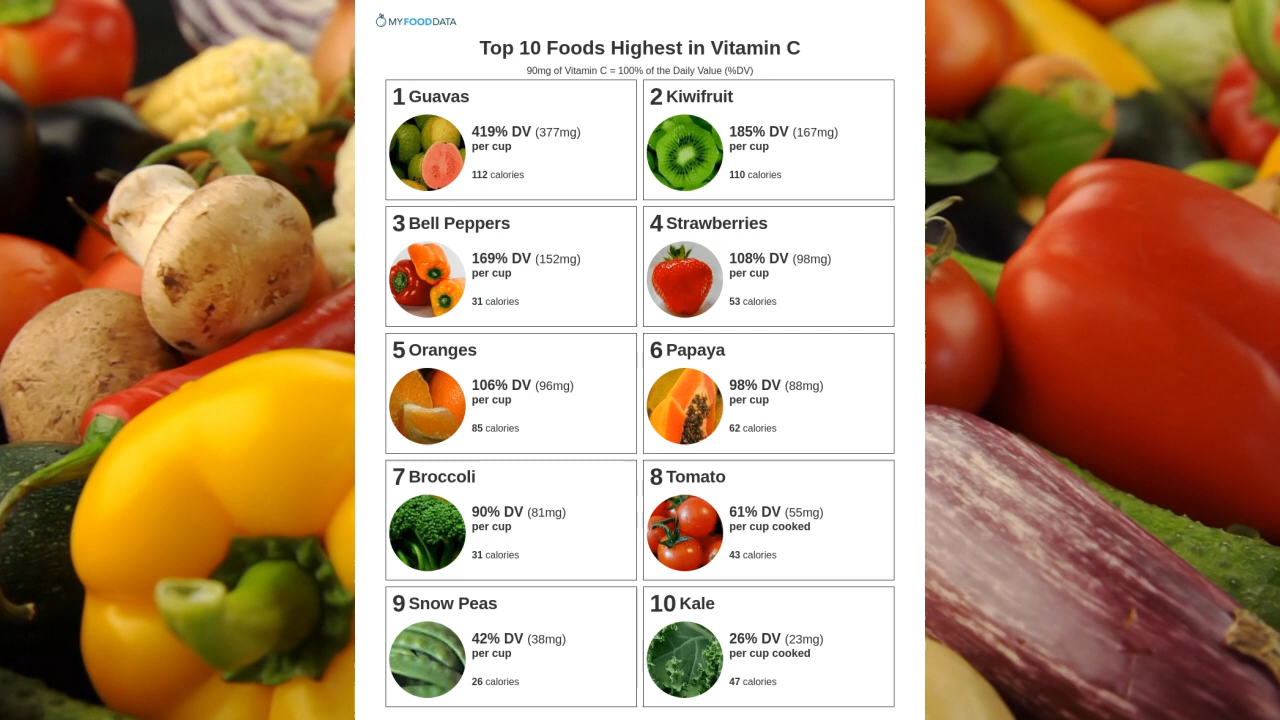 MYFOODDATA
Top 10 Foods Highest in Vitamin C
90mg of Vitamin C = 100% of the Daily Value (%DV)
1 Guavas
419% DV (377mg)
per cup
112 calories
2 Kiwifruit
185% DV (167mg)
per cup
110 calories
3 Bell Peppers
169% DV (152mg)
per cup
31 calories
4 Strawberries
108% DV (98mg)
per cup
53 calories
5 Oranges
106% DV (96mg)
per cup
85 calories
6 Papaya
98% DV (88mg)
per cup
62 calories
7 Broccoli
90% DV (81mg)
per cup
31 calories
8 Tomato
61% DV (55mg)
per cup cooked
43 calories
9 Snow Peas
42% DV (38mg)
per cup
26 calories
10 Kale
26% DV (23mg)
per cup cooked
47 calories